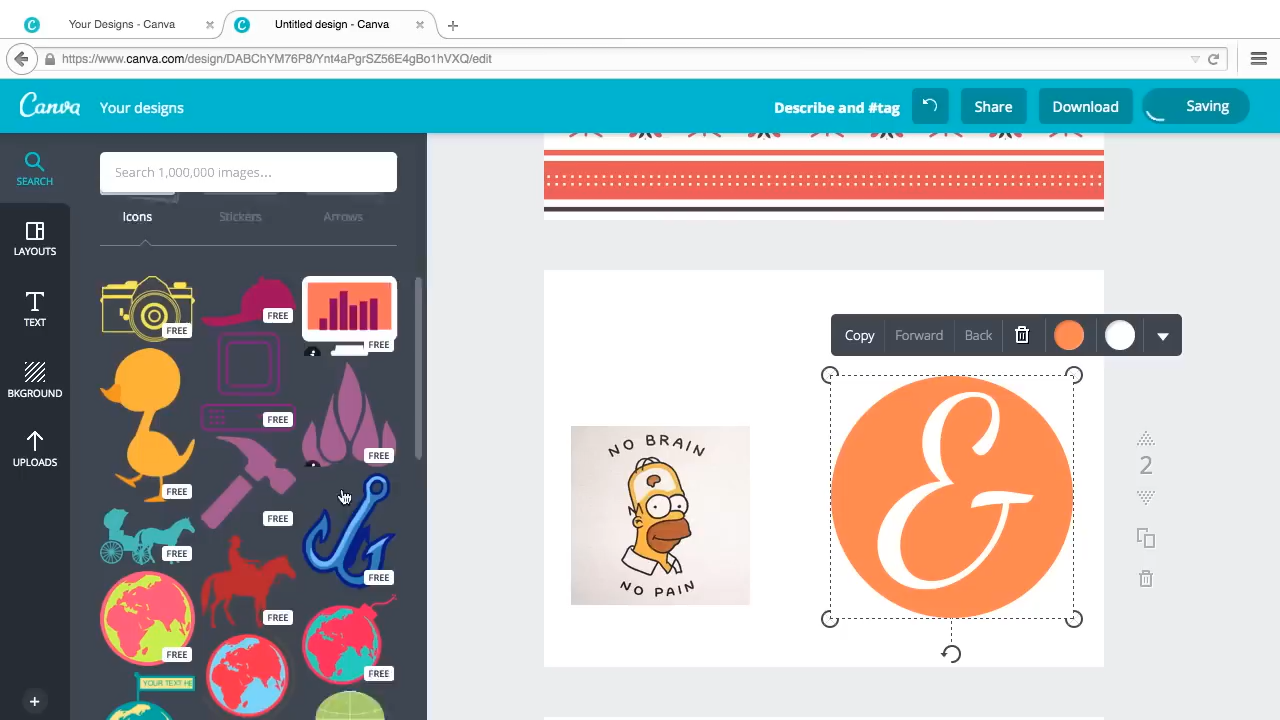 Your Designs - Canva
Untitled design - Canva
https://www.canva.com/design/DABChYM76P8/Ynt4aPgrSZ56E4gBo1hVXQ/edit
Canva
Your designs
Describe and #tag
Share
Download
Saving
SEARCH
LAYOUTS
TEXT
BKGROUND
UPLOADS
Search 1,000,000 images...
Icons
Stickers
Arrows
FREE
FREE
FREE
FREE
FREE
FREE
FREE
FREE
FREE
FREE
FREE
FREE
YOUR TEXT HE
Copy
Forward
Back
NO BRAIN
NO PAIN
&
2